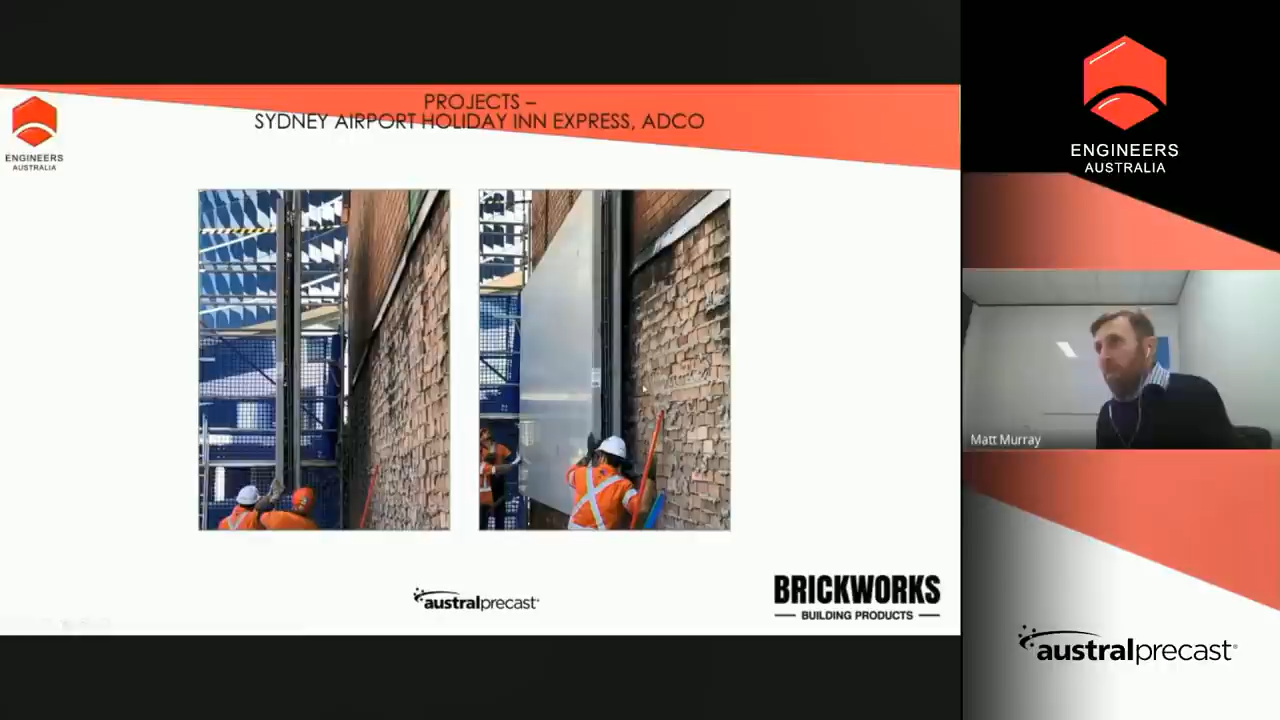 PROJECTS –
SYDNEY AIRPORT HOLIDAY INN EXPRESS, ADCO
ENGINEERS
AUSTRALIA
australprecast
BRICKWORKS
BUILDING PRODUCTS
ENGINEERS
AUSTRALIA
Matt Murray
australprecast